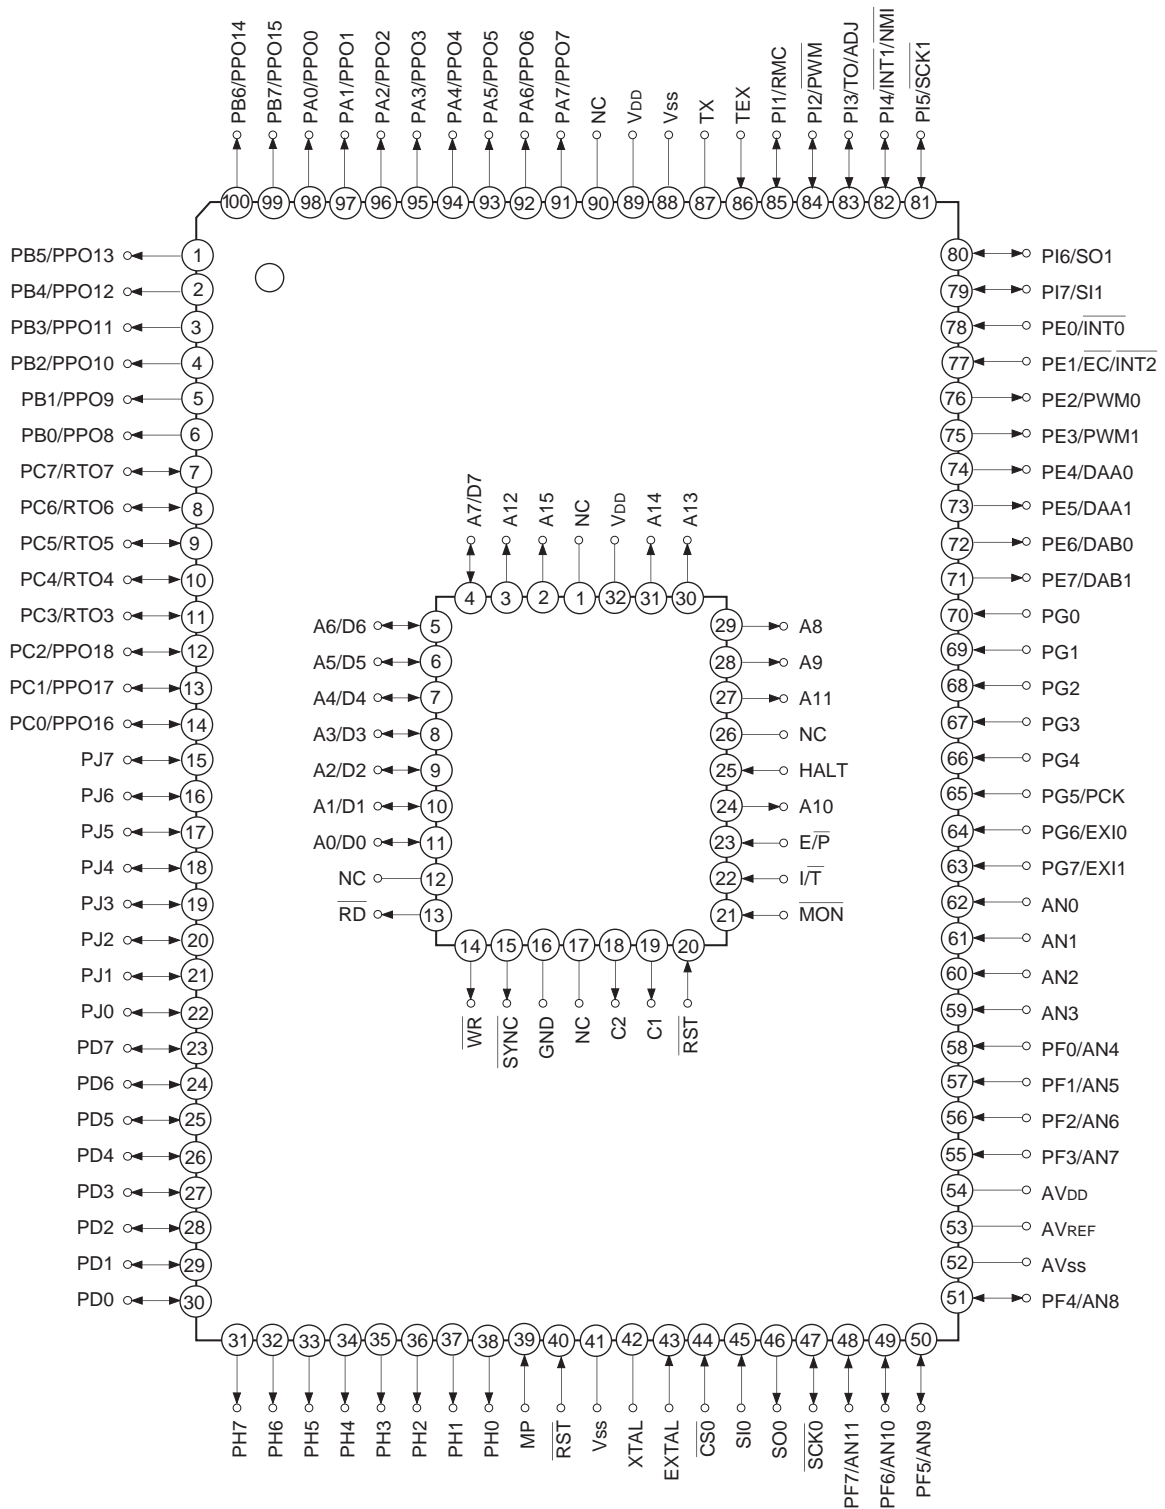 PB6/PPO14
PB7/PPO15
PA0/PPO0
PA1/PPO1
PA2/PPO2
PA3/PPO3
PA4/PPO4
PA5/PPO5
PA6/PPO6
PA7/PPO7
NC
VDD
Vss
TX
TEX
PI1/RMC
PI2/PWM
PI3/TO/ADJ
PI4/INT1/NMI
PI5/SCK1
100
99
98
97
96
95
94
93
92
91
90
89
88
87
86
85
84
83
82
81
PB5/PPO13 1
PB4/PPO12 2
PB3/PPO11 3
PB2/PPO10 4
PB1/PPO9 5
PB0/PPO8 6
PC7/RTO7 7
PC6/RTO6 8
PC5/RTO5 9
PC4/RTO4 10
PC3/RTO3 11
PC2/PPO18 12
PC1/PPO17 13
PC0/PPO16 14
PJ7 15
PJ6 16
PJ5 17
PJ4 18
PJ3 19
PJ2 20
PJ1 21
PJ0 22
PD7 23
PD6 24
PD5 25
PD4 26
PD3 27
PD2 28
PD1 29
PD0 30
A7/D7
A12
A15
NC
VDD
A14
A13
4
3
2
1
32
31
30
A6/D6 5
A5/D5 6
A4/D4 7
A3/D3 8
A2/D2 9
A1/D1 10
A0/D0 11
NC 12
RD 13
29 A8
28 A9
27 A11
26 NC
25 HALT
24 A10
23 E/P
22 I/T
21 MON
14
15
16
17
18
19
20
WR
SYNC
GND
NC
C2
C1
RST
80 PI6/SO1
79 PI7/SI1
78 PE0/INT0
77 PE1/EC/INT2
76 PE2/PWM0
75 PE3/PWM1
74 PE4/DAA0
73 PE5/DAA1
72 PE6/DAB0
71 PE7/DAB1
70 PG0
69 PG1
68 PG2
67 PG3
66 PG4
65 PG5/PCK
64 PG6/EXI0
63 PG7/EXI1
62 AN0
61 AN1
60 AN2
59 AN3
58 PF0/AN4
57 PF1/AN5
56 PF2/AN6
55 PF3/AN7
54 AVDD
53 AVREF
52 AVss
51 PF4/AN8
31
32
33
34
35
36
37
38
39
40
41
42
43
44
45
46
47
48
49
50
PH7
PH6
PH5
PH4
PH3
PH2
PH1
PH0
MP
RST
Vss
XTAL
EXTAL
CS0
SI0
SO0
SCK0
PF7/AN11
PF6/AN10
PF5/AN9